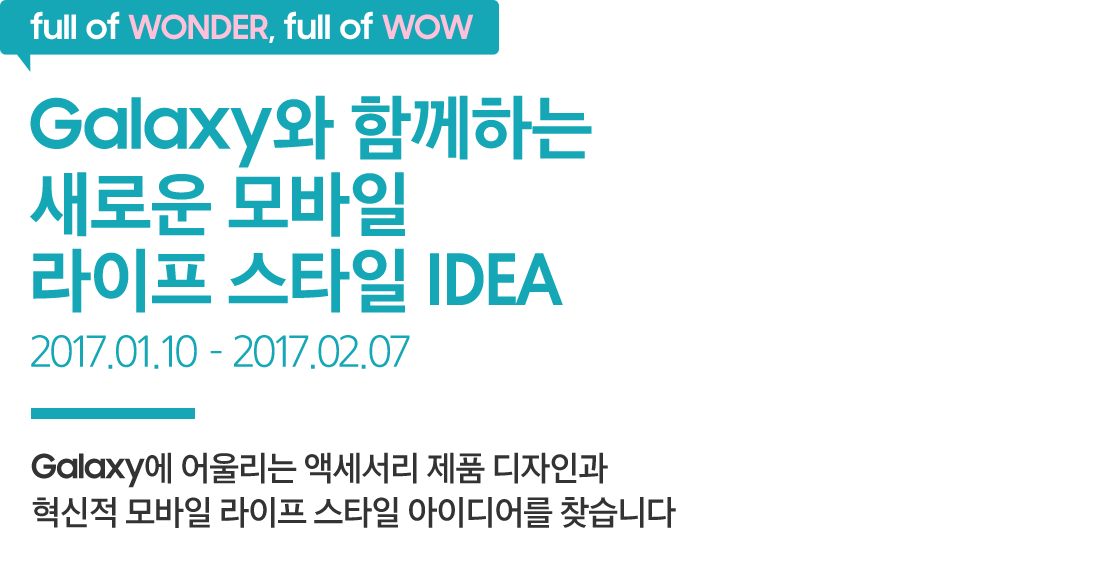 full of WONDER, full of WOW
Galaxy와 함께하는
새로운 모바일
라이프 스타일 IDEA
2017.01.10 - 2017.02.07
Galaxy에 어울리는 액세서리 제품 디자인과
혁신적 모바일 라이프 스타일 아이디어를 찾습니다